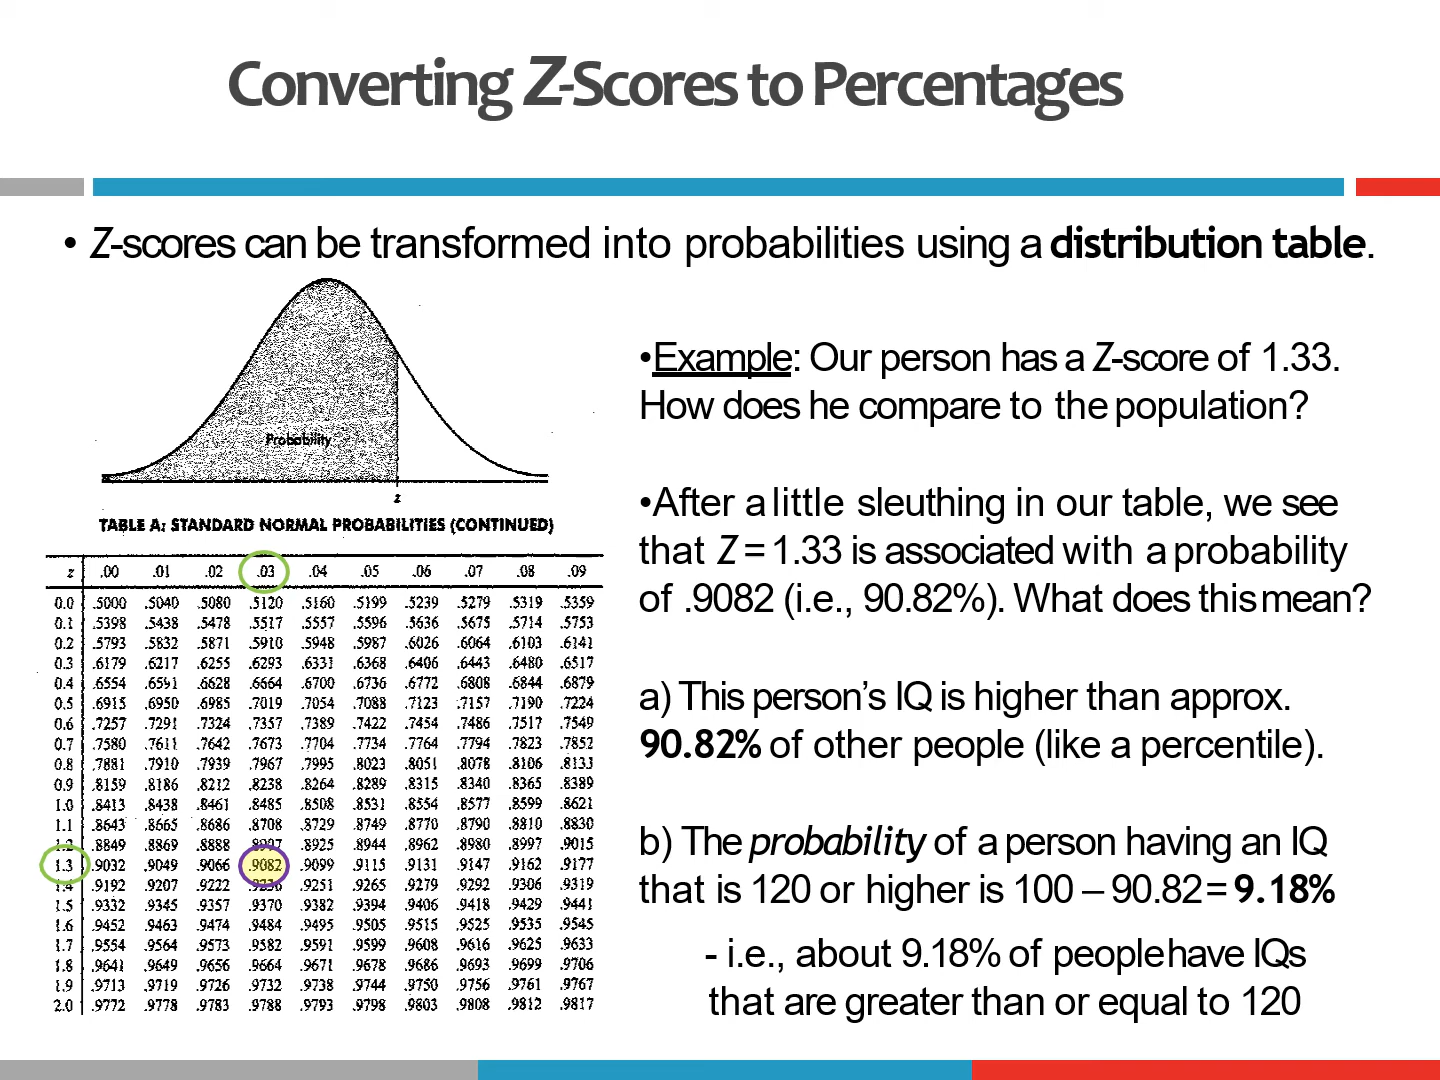 Converting Z-Scores to Percentages
• Z-scores can be transformed into probabilities using a distribution table.
Probability
z
TABLE A: STANDARD NORMAL PROBABILITIES (CONTINUED)
z .00 .01 .02 .03 .04 .05 .06 .07 .08 .09
0.0 .5000 .5040 .5080 .5120 .5160 .5199 .5239 .5279 .5319 .5359
0.1 .5398 .5438 .5478 .5517 .5557 .5596 .5636 .5675 .5714 .5753
0.2 .5793 .5832 .5871 .5910 .5948 .5987 .6026 .6064 .6103 .6141
0.3 .6179 .6217 .6255 .6293 .6331 .6368 .6406 .6443 .6480 .6517
0.4 .6554 .6591 .6628 .6664 .6700 .6736 .6772 .6808 .6844 .6879
0.5 .6915 .6950 .6985 .7019 .7054 .7088 .7123 .7157 .7190 .7224
0.6 .7257 .7291 .7324 .7357 .7389 .7422 .7454 .7486 .7517 .7549
0.7 .7580 .7611 .7642 .7673 .7704 .7734 .7764 .7794 .7823 .7852
0.8 .7881 .7910 .7939 .7967 .7995 .8023 .8051 .8078 .8106 .8133
0.9 .8159 .8186 .8212 .8238 .8264 .8289 .8315 .8340 .8365 .8389
1.0 .8413 .8438 .8461 .8485 .8508 .8531 .8554 .8577 .8599 .8621
1.1 .8643 .8665 .8686 .8708 .8729 .8749 .8770 .8790 .8810 .8830
1.2 .8849 .8869 .8888 .8907 .8925 .8944 .8962 .8980 .8997 .9015
1.3 .9032 .9049 .9066 .9082 .9099 .9115 .9131 .9147 .9162 .9177
1.4 .9192 .9207 .9222 .9236 .9251 .9265 .9279 .9292 .9306 .9319
1.5 .9332 .9345 .9357 .9370 .9382 .9394 .9406 .9418 .9429 .9441
1.6 .9452 .9463 .9474 .9484 .9495 .9505 .9515 .9525 .9535 .9545
1.7 .9554 .9564 .9573 .9582 .9591 .9599 .9608 .9616 .9625 .9633
1.8 .9641 .9649 .9656 .9664 .9671 .9678 .9686 .9693 .9699 .9706
1.9 .9713 .9719 .9726 .9732 .9738 .9744 .9750 .9756 .9761 .9767
2.0 .9772 .9778 .9783 .9788 .9793 .9798 .9803 .9808 .9812 .9817
•Example: Our person has a Z-score of 1.33.
How does he compare to the population?
•After a little sleuthing in our table, we see
that Z = 1.33 is associated with a probability
of .9082 (i.e., 90.82%). What does this mean?
a) This person’s IQ is higher than approx.
90.82% of other people (like a percentile).
b) The probability of a person having an IQ
that is 120 or higher is 100 – 90.82= 9.18%
- i.e., about 9.18% of people have IQs
that are greater than or equal to 120